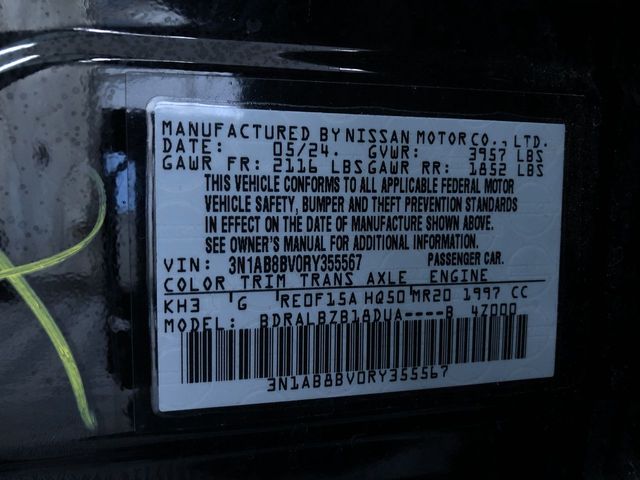 MANUFACTURED BY NISSAN MOTOR CO., LTD.
DATE: 05/24. GVWR: 3957 LBS
GAWR FR: 2116 LBS GAWR RR: 1852 LBS
THIS VEHICLE CONFORMS TO ALL APPLICABLE FEDERAL MOTOR
VEHICLE SAFETY, BUMPER AND THEFT PREVENTION STANDARDS
IN EFFECT ON THE DATE OF MANUFACTURE SHOWN ABOVE.
SEE OWNER'S MANUAL FOR ADDITIONAL INFORMATION.
VIN: 3N1AB8BV0RY355567 PASSENGER CAR.
COLOR TRIM TRANS AXLE ENGINE
KH3 G RE0F15A HQ50 MR20 1997 CC
MODEL: BDRALBZB18DUA----B 4Z000
3N1AB8BV0RY355567